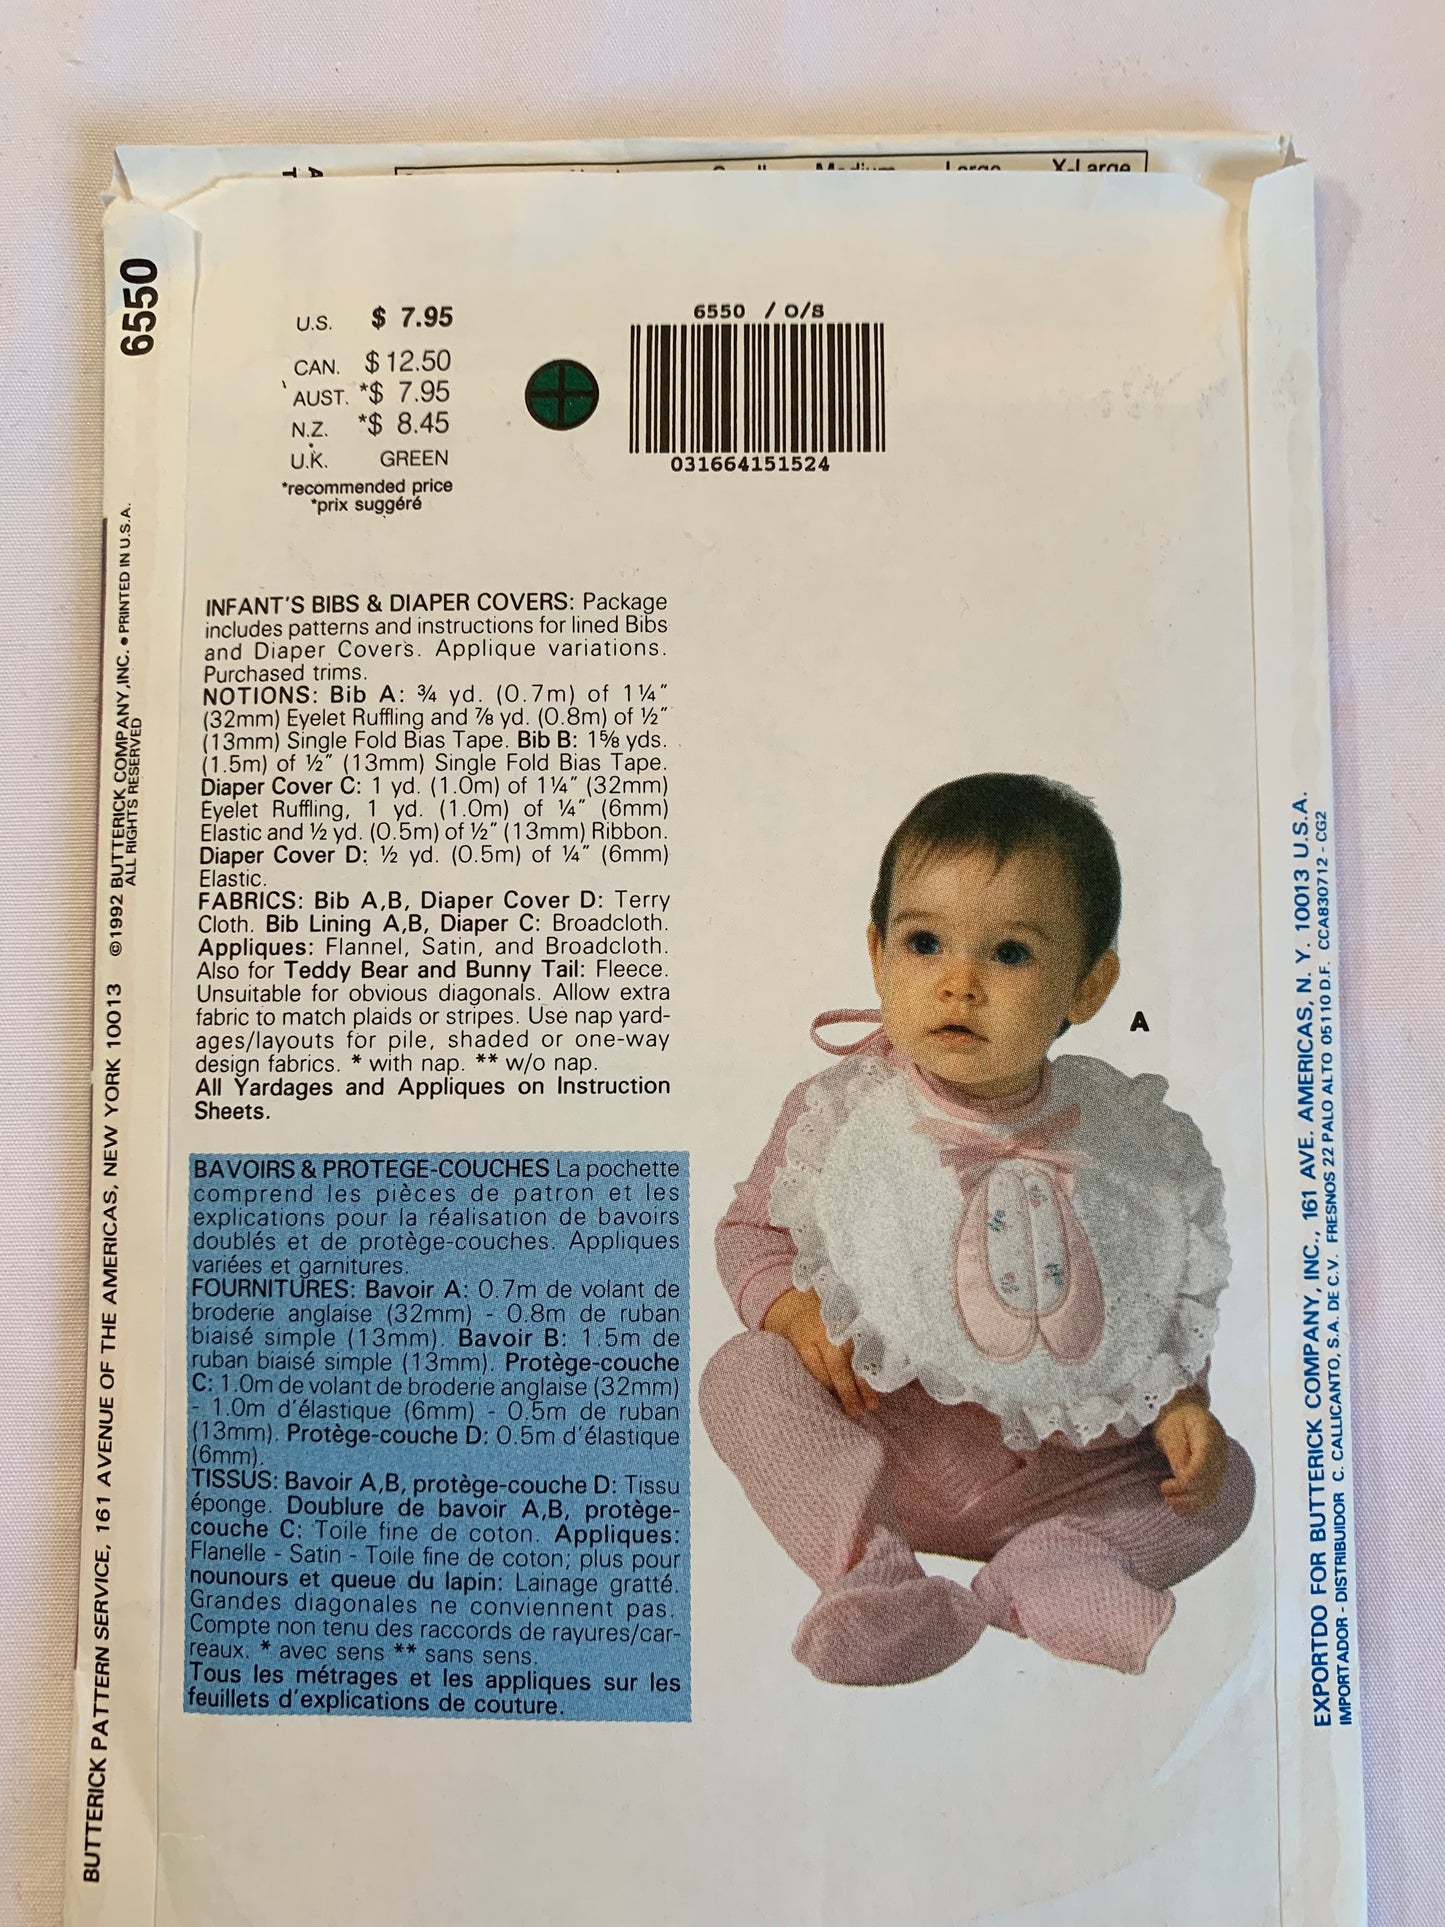 X-Large
6550
U.S. $ 7.95
CAN. $ 12.50
AUST. *$ 7.95
N.Z. *$ 8.45
U.K. GREEN
*recommended price
*prix suggéré
6550 / O/S
031664151524
INFANT'S BIBS & DIAPER COVERS: Package
includes patterns and instructions for lined Bibs
and Diaper Covers. Applique variations.
Purchased trims.
NOTIONS: Bib A: ¾ yd. (0.7m) of 1¼"
(32mm) Eyelet Ruffling and ⅞ yd. (0.8m) of ½"
(13mm) Single Fold Bias Tape. Bib B: 1⅝ yds.
(1.5m) of ½" (13mm) Single Fold Bias Tape.
Diaper Cover C: 1 yd. (1.0m) of 1¼" (32mm)
Eyelet Ruffling, 1 yd. (1.0m) of ¼" (6mm)
Elastic and ½ yd. (0.5m) of ½" (13mm) Ribbon.
Diaper Cover D: ½ yd. (0.5m) of ¼" (6mm)
Elastic.
FABRICS: Bib A,B, Diaper Cover D: Terry
Cloth. Bib Lining A,B, Diaper C: Broadcloth.
Appliques: Flannel, Satin, and Broadcloth.
Also for Teddy Bear and Bunny Tail: Fleece.
Unsuitable for obvious diagonals. Allow extra
fabric to match plaids or stripes. Use nap yard-
ages/layouts for pile, shaded or one-way
design fabrics. * with nap. ** w/o nap.
All Yardages and Appliques on Instruction
Sheets.
BAVOIRS & PROTEGE-COUCHES La pochette
comprend les pièces de patron et les
explications pour la réalisation de bavoirs
doublés et de protège-couches. Appliques
variées et garnitures.
FOURNITURES: Bavoir A: 0.7m de volant de
broderie anglaise (32mm) - 0.8m de ruban
biaisé simple (13mm). Bavoir B: 1.5m de
ruban biaisé simple (13mm). Protège-couche
C: 1.0m de volant de broderie anglaise (32mm)
- 1.0m d'élastique (6mm) - 0.5m de ruban
(13mm). Protège-couche D: 0.5m d'élastique
(6mm).
TISSUS: Bavoir A,B, protège-couche D: Tissu
éponge. Doublure de bavoir A,B, protège-
couche C: Toile fine de coton. Appliques:
Flanelle - Satin - Toile fine de coton; plus pour
nounours et queue du lapin: Lainage gratté.
Grandes diagonales ne conviennent pas.
Compte non tenu des raccords de rayures/car-
reaux. * avec sens ** sans sens.
Tous les métrages et les appliques sur les
feuillets d'explications de couture.
A
BUTTERICK PATTERN SERVICE, 161 AVENUE OF THE AMERICAS, NEW YORK 10013 ©1992 BUTTERICK COMPANY, INC. • PRINTED IN U.S.A.
ALL RIGHTS RESERVED
EXPORTDO FOR BUTTERICK COMPANY, INC., 161 AVE. AMERICAS, N. Y. 10013 U.S.A.
IMPORTADOR - DISTRIBUIDOR C. CALLICANTO, S.A. DE C.V. FRESNOS 22 PALO ALTO 05110 D.F. CCA830712 - CG2